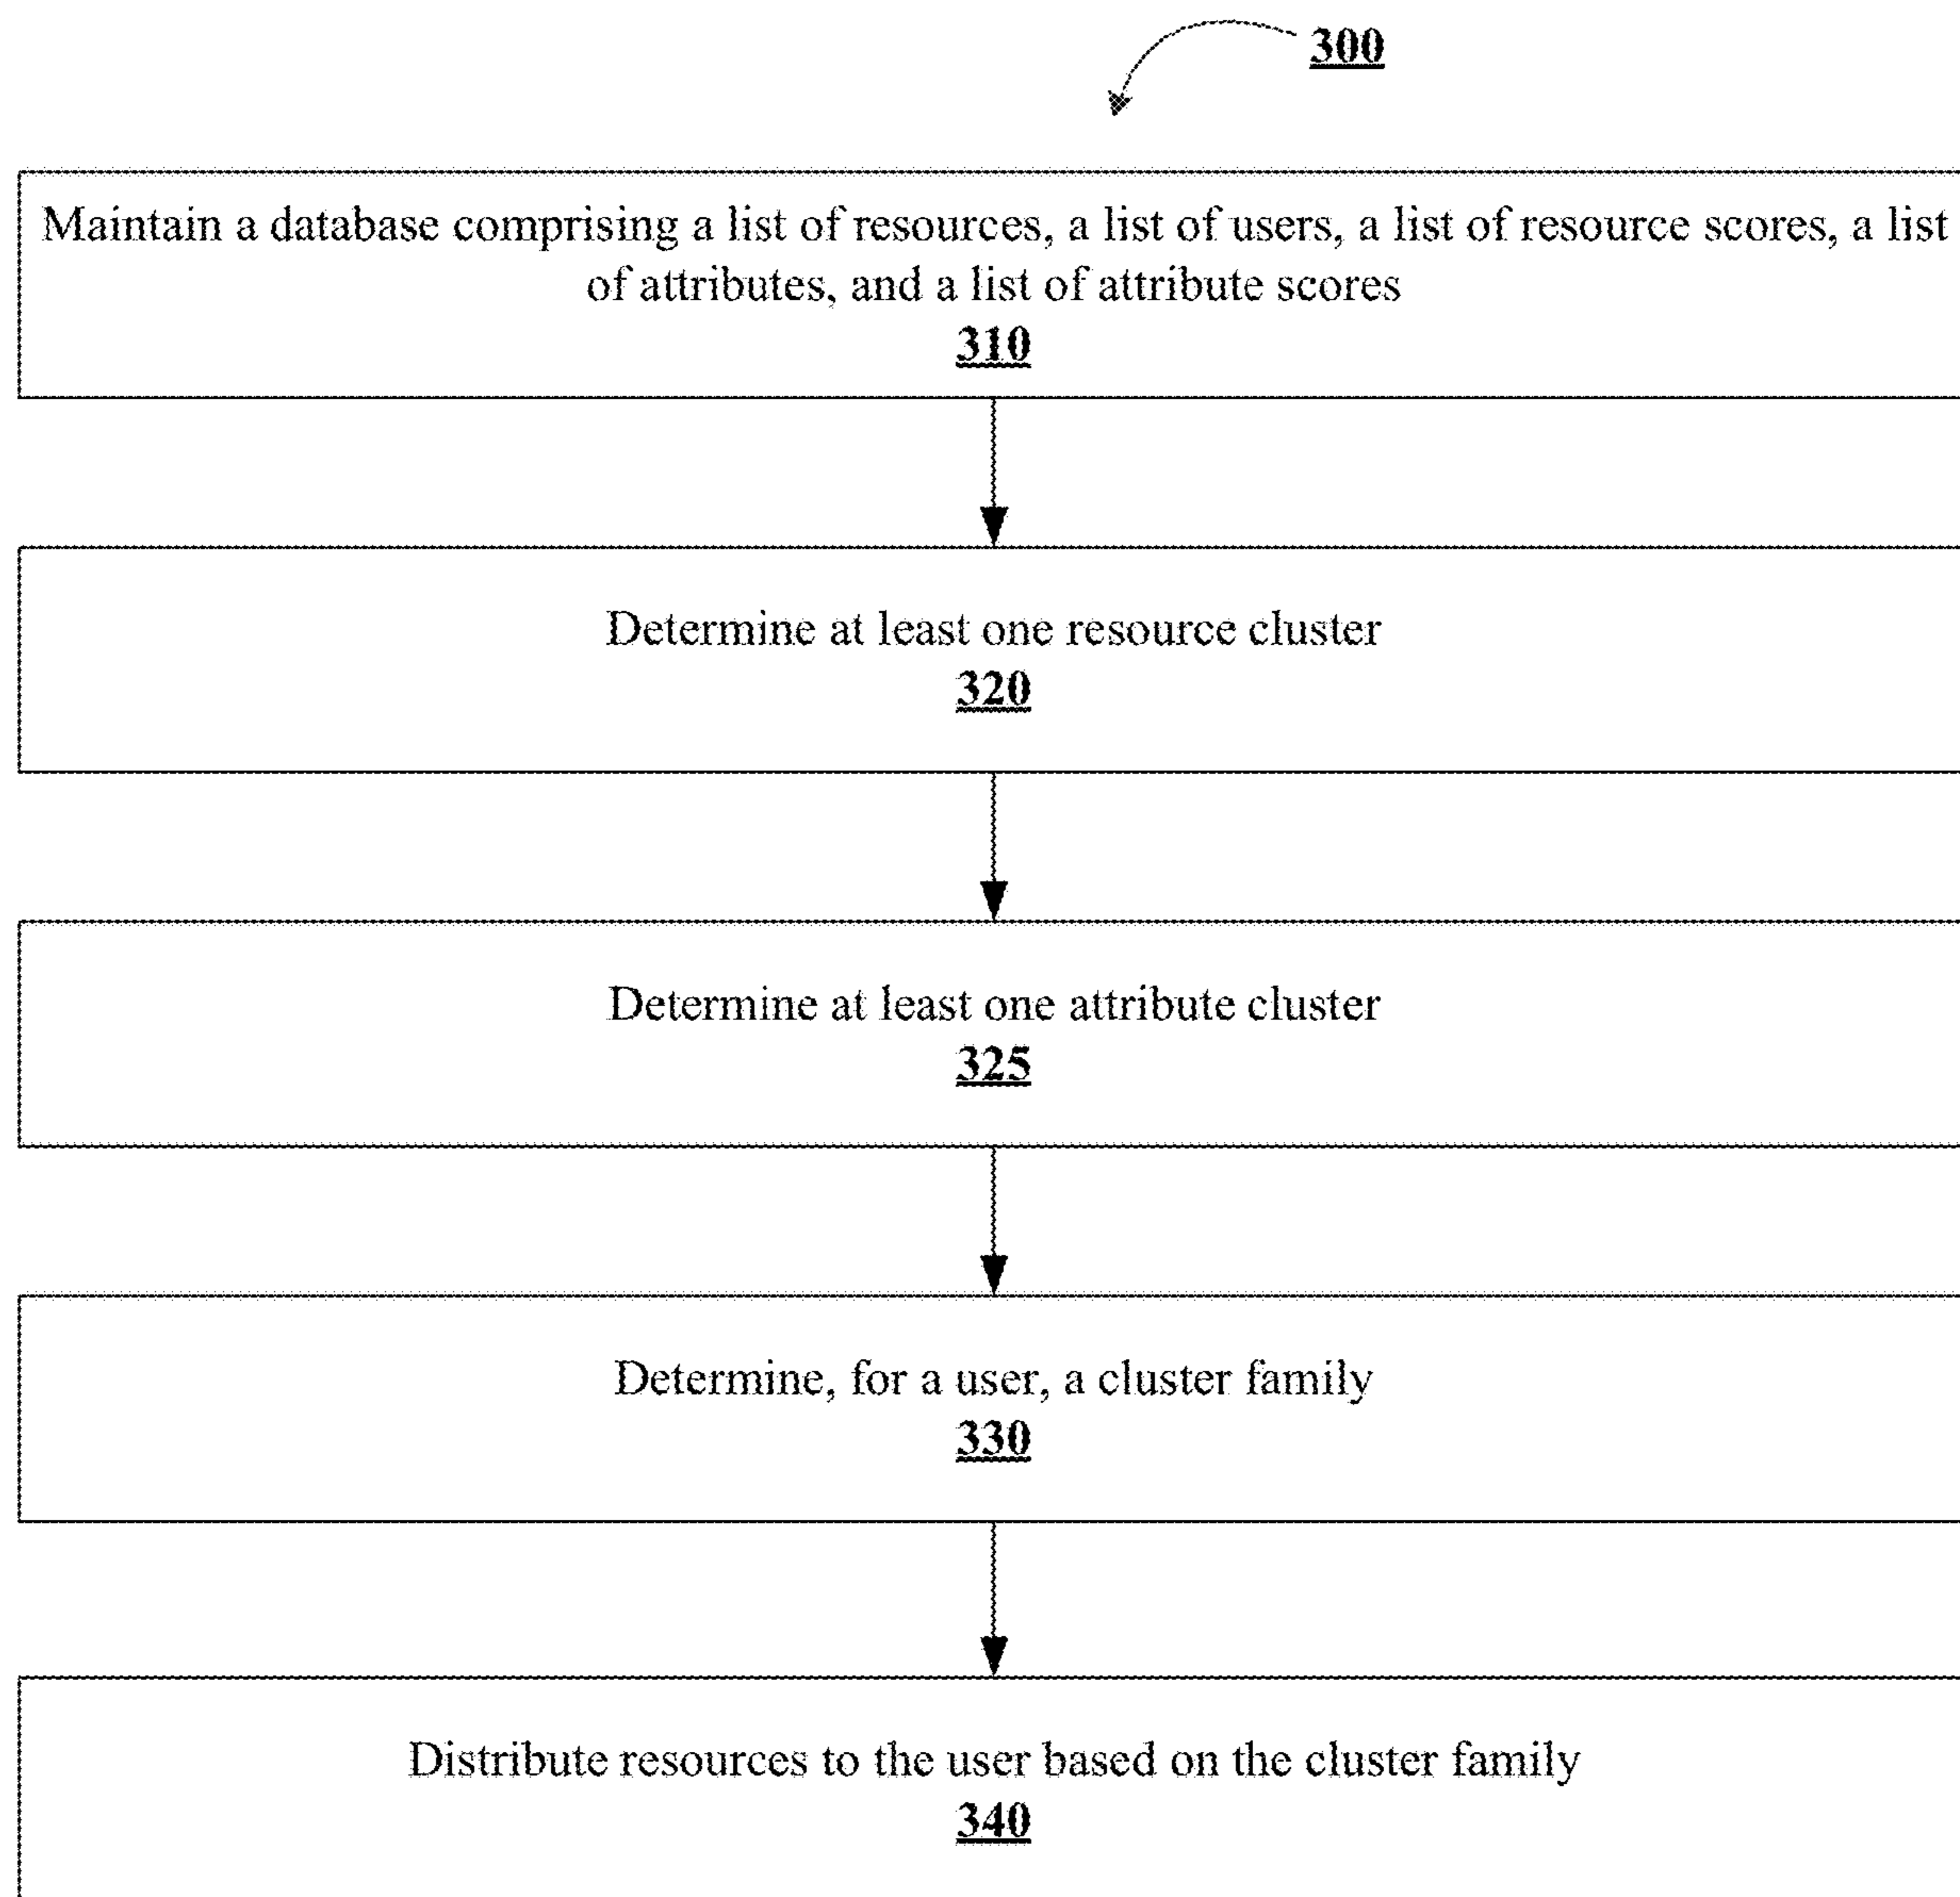 300
Maintain a database comprising a list of resources, a list of users, a list of resource scores, a list
of attributes, and a list of attribute scores
310
Determine at least one resource cluster
320
Determine at least one attribute cluster
325
Determine, for a user, a cluster family
330
Distribute resources to the user based on the cluster family
340